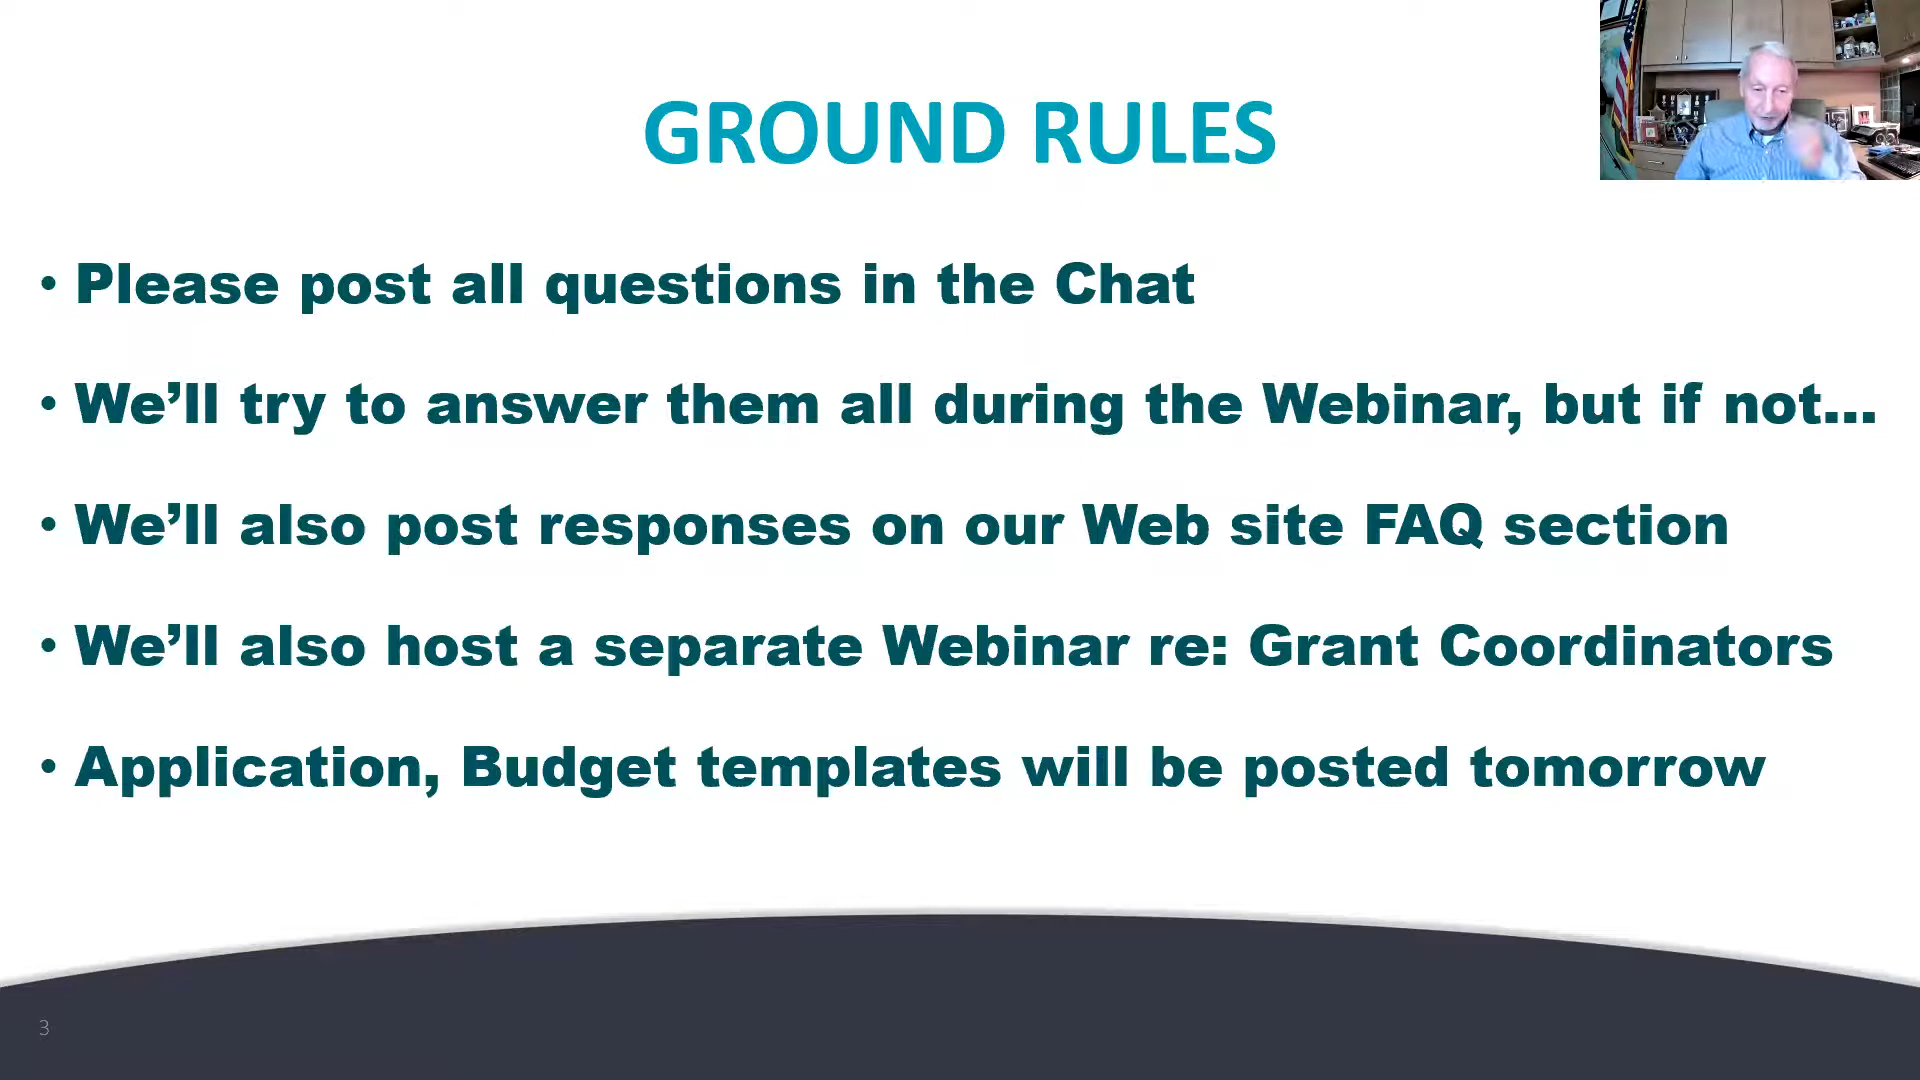 GROUND RULES
• Please post all questions in the Chat
• We’ll try to answer them all during the Webinar, but if not...
• We’ll also post responses on our Web site FAQ section
• We’ll also host a separate Webinar re: Grant Coordinators
• Application, Budget templates will be posted tomorrow
3